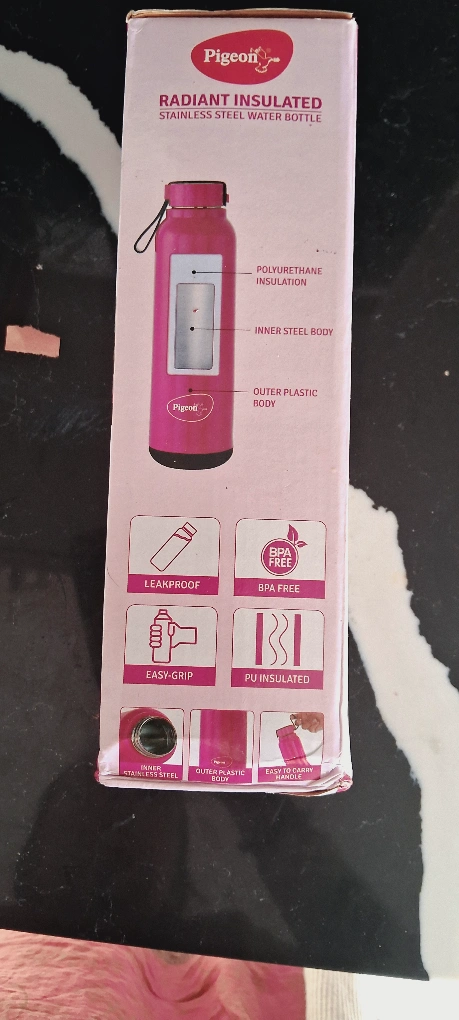 Pigeon
RADIANT INSULATED
STAINLESS STEEL WATER BOTTLE
POLYURETHANE
INSULATION
INNER STEEL BODY
OUTER PLASTIC
BODY
Pigeon
LEAKPROOF
BPA
FREE
BPA FREE
EASY-GRIP
PU INSULATED
INNER
STAINLESS STEEL
Pigeon
OUTER PLASTIC
BODY
EASY TO CARRY
HANDLE